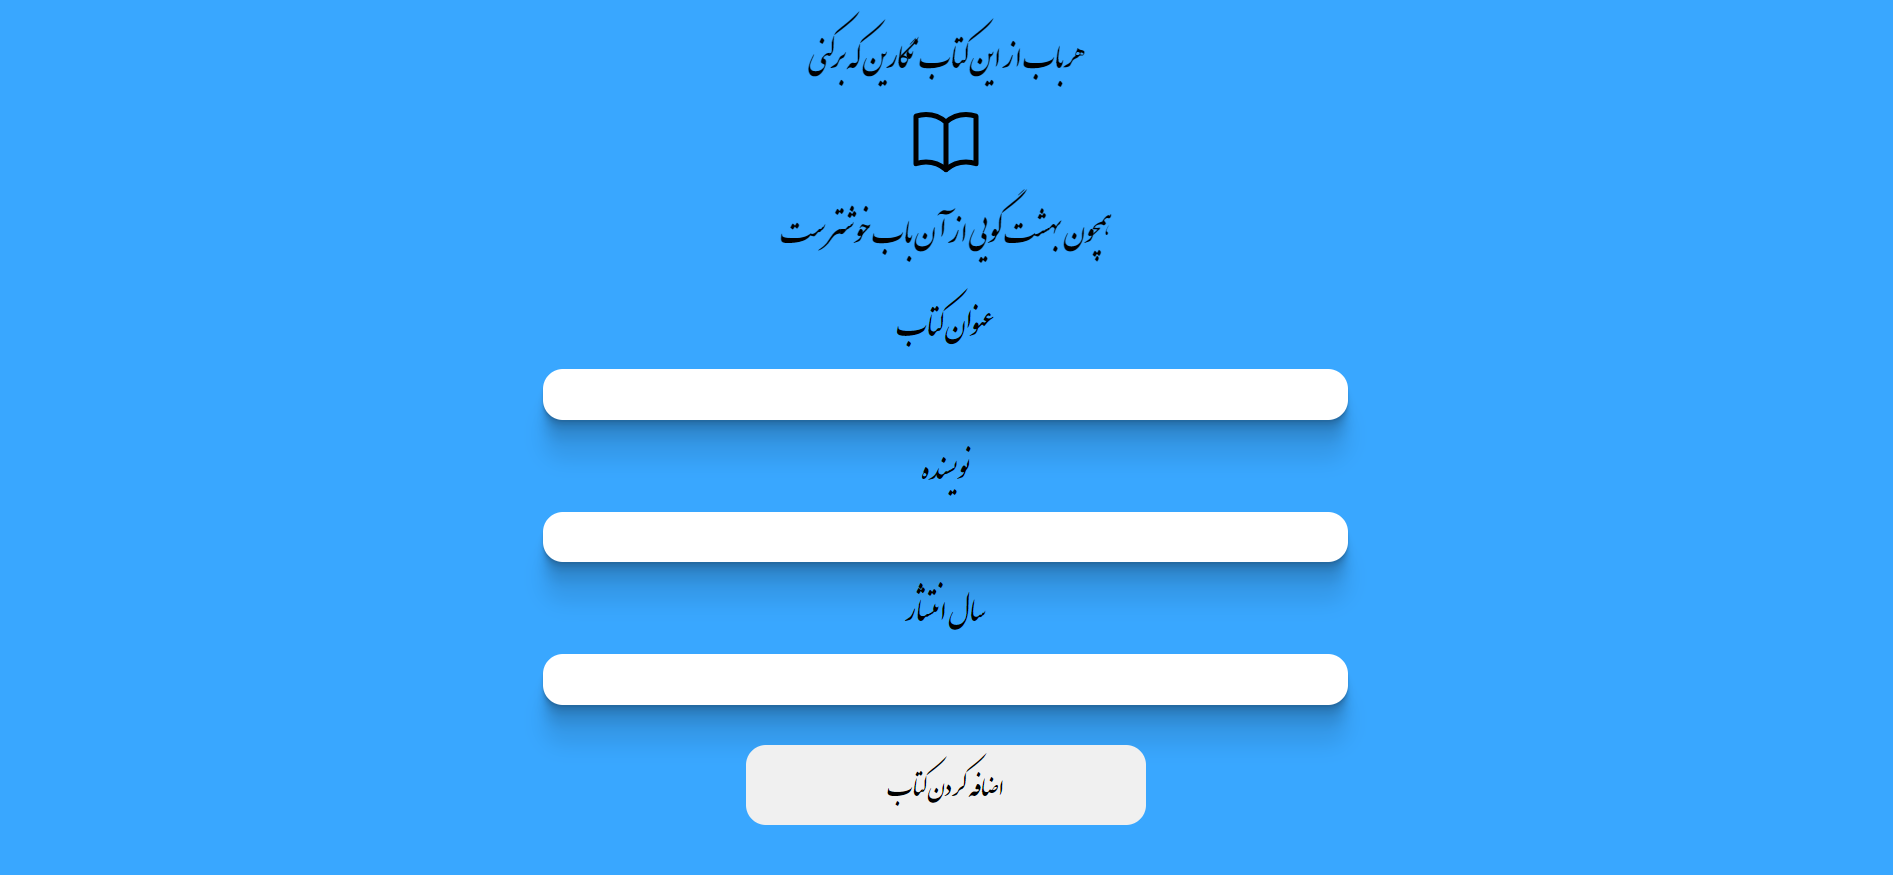 هر باب از این کتاب نگارین که برکنی
همچون بهشت گویی از آن باب خوشترست
عنوان کتاب
نویسنده
سال انتشار
اضافه کردن کتاب